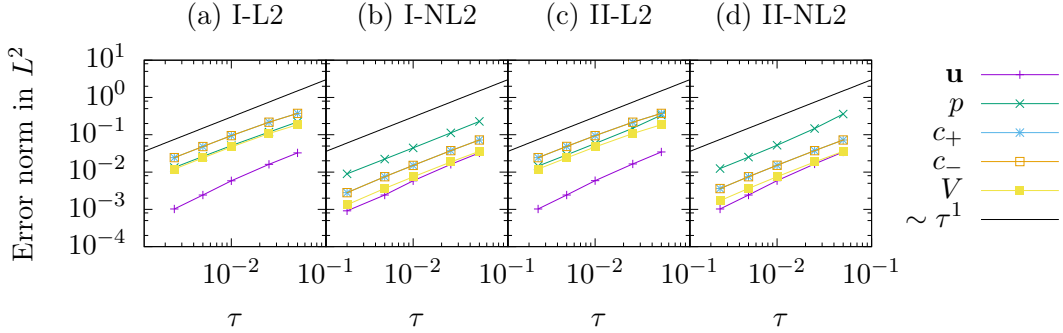 (a) I-L2 (b) I-NL2 (c) II-L2 (d) II-NL2
Error norm in L²
10¹
10⁰
10⁻¹
10⁻²
10⁻³
10⁻⁴
10⁻² 10⁻¹ 10⁻² 10⁻¹ 10⁻² 10⁻¹ 10⁻² 10⁻¹
τ τ τ τ
u
p
c₊
c₋
V
∼ τ¹